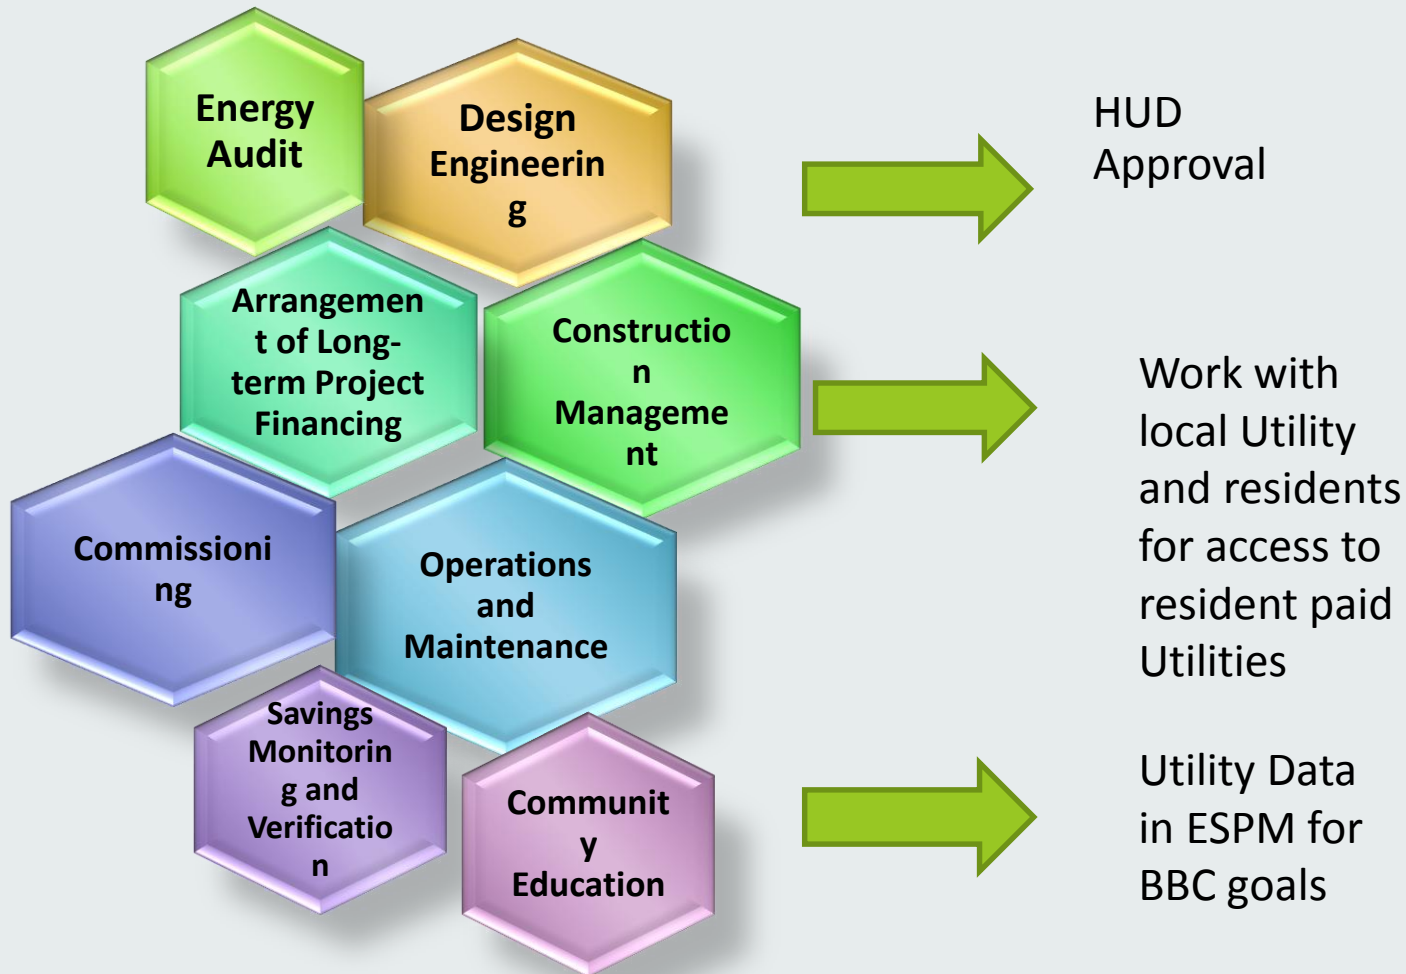 Energy
Audit
Design
Engineerin
g
HUD
Approval
Arrangemen
t of Long-
term Project
Financing
Constructio
n
Manageme
nt
Work with
local Utility
and residents
for access to
resident paid
Utilities
Commissioni
ng
Operations
and
Maintenance
Savings
Monitorin
g and
Verificatio
n
Communit
y
Education
Utility Data
in ESPM for
BBC goals